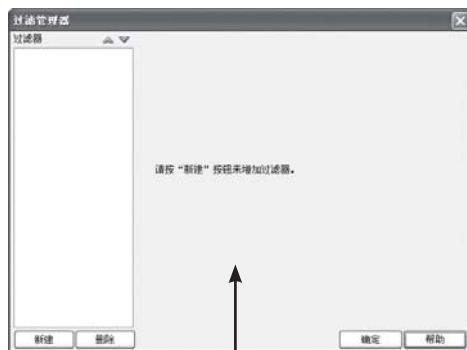 过滤管理器
过滤器
请按“新建”按钮来增加过滤器。
新建 删除 确定 帮助